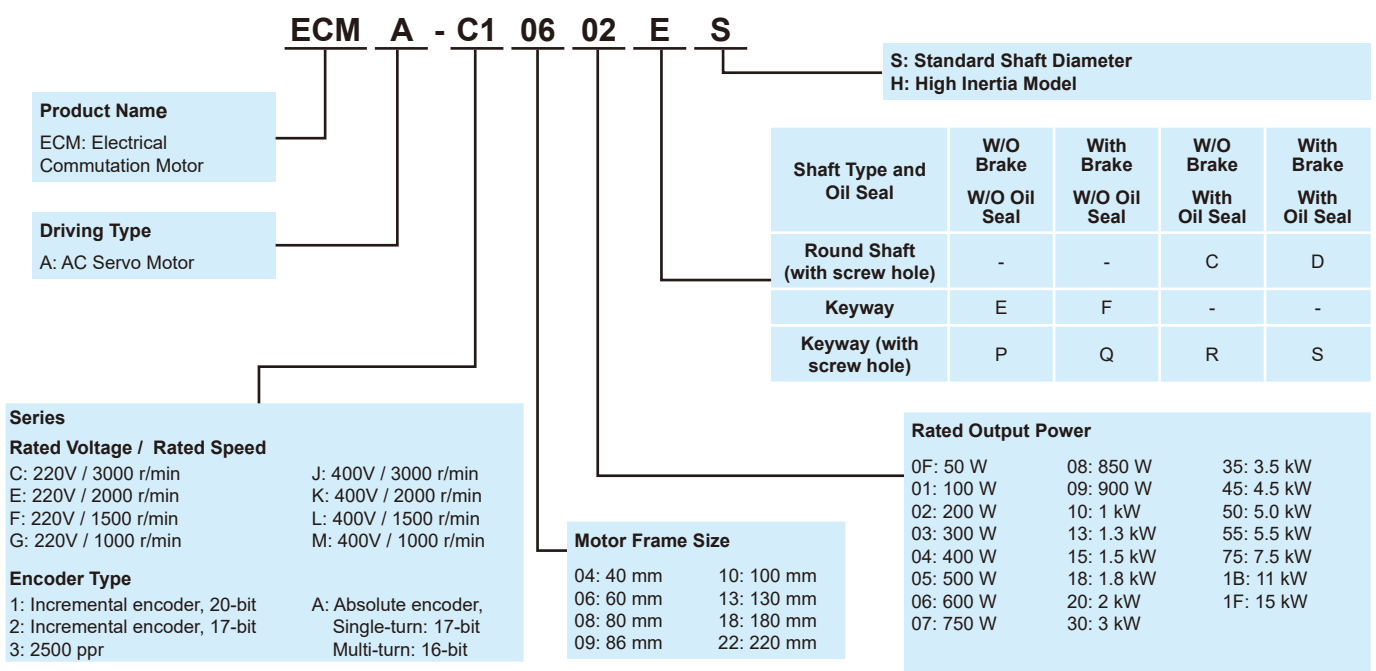 ECM A - C1 06 02 E S
S: Standard Shaft Diameter
H: High Inertia Model
Product Name
ECM: Electrical
Commutation Motor
Driving Type
A: AC Servo Motor
Shaft Type and
Oil Seal
W/O
Brake
W/O Oil
Seal
With
Brake
W/O Oil
Seal
W/O
Brake
With
Oil Seal
With
Brake
With
Oil Seal
Round Shaft
(with screw hole)
- - C D
Keyway
E F - -
Keyway (with
screw hole)
P Q R S
Series
Rated Voltage / Rated Speed
C: 220V / 3000 r/min
E: 220V / 2000 r/min
F: 220V / 1500 r/min
G: 220V / 1000 r/min
J: 400V / 3000 r/min
K: 400V / 2000 r/min
L: 400V / 1500 r/min
M: 400V / 1000 r/min
Encoder Type
1: Incremental encoder, 20-bit
2: Incremental encoder, 17-bit
3: 2500 ppr
A: Absolute encoder,
Single-turn: 17-bit
Multi-turn: 16-bit
Motor Frame Size
04: 40 mm
06: 60 mm
08: 80 mm
09: 86 mm
10: 100 mm
13: 130 mm
18: 180 mm
22: 220 mm
Rated Output Power
0F: 50 W
01: 100 W
02: 200 W
03: 300 W
04: 400 W
05: 500 W
06: 600 W
07: 750 W
08: 850 W
09: 900 W
10: 1 kW
13: 1.3 kW
15: 1.5 kW
18: 1.8 kW
20: 2 kW
30: 3 kW
35: 3.5 kW
45: 4.5 kW
50: 5.0 kW
55: 5.5 kW
75: 7.5 kW
1B: 11 kW
1F: 15 kW